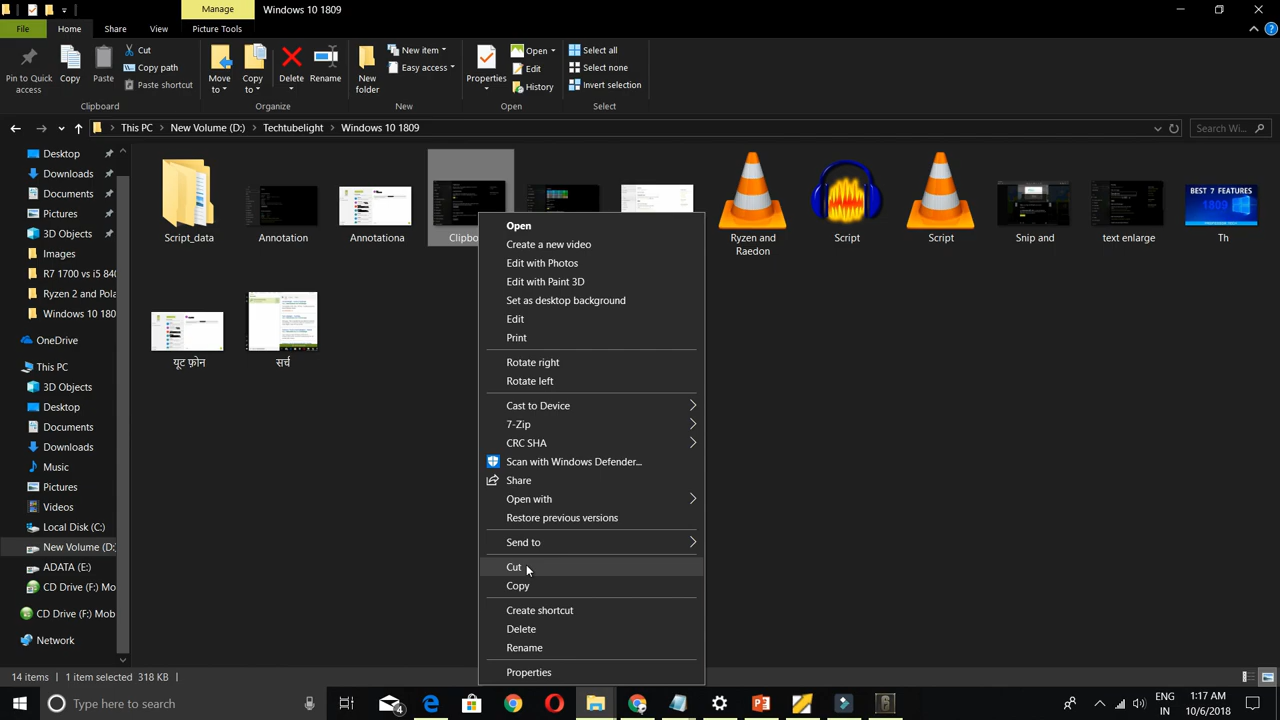 Manage
Windows 10 1809
File
Home
Share
View
Picture Tools
Pin to Quick
access
Copy
Paste
Cut
Copy path
Paste shortcut
Clipboard
Move
to
Copy
to
Delete
Rename
Organize
New
folder
New item
Easy access
New
Properties
Open
Edit
History
Open
Select all
Select none
Invert selection
Select
This PC
New Volume (D:)
Techtubelight
Windows 10 1809
Search Wi...
Desktop
Downloads
Documents
Pictures
3D Objects
Images
R7 1700 vs i5 840
Ryzen 2 and Pol
Windows 10 180
OneDrive
This PC
3D Objects
Desktop
Documents
Downloads
Music
Pictures
Videos
Local Disk (C:)
New Volume (D:)
ADATA (E:)
CD Drive (F:) Mo
CD Drive (F:) Mob
Network
Script_data
Annotation
Annotationa
Clipbo
Ryzen and
Raedon
Script
Script
Snip and
text enlarge
BEST 7 FEATURES
1809
Th
यूट फ़ोन
सर्च
Open
Create a new video
Edit with Photos
Edit with Paint 3D
Set as desktop background
Edit
Print
Rotate right
Rotate left
Cast to Device
7-Zip
CRC SHA
Scan with Windows Defender...
Share
Open with
Restore previous versions
Send to
Cut
Copy
Create shortcut
Delete
Rename
Properties
14 items
1 item selected 318 KB
Type here to search
4
ENG
IN
1:17 AM
10/6/2018